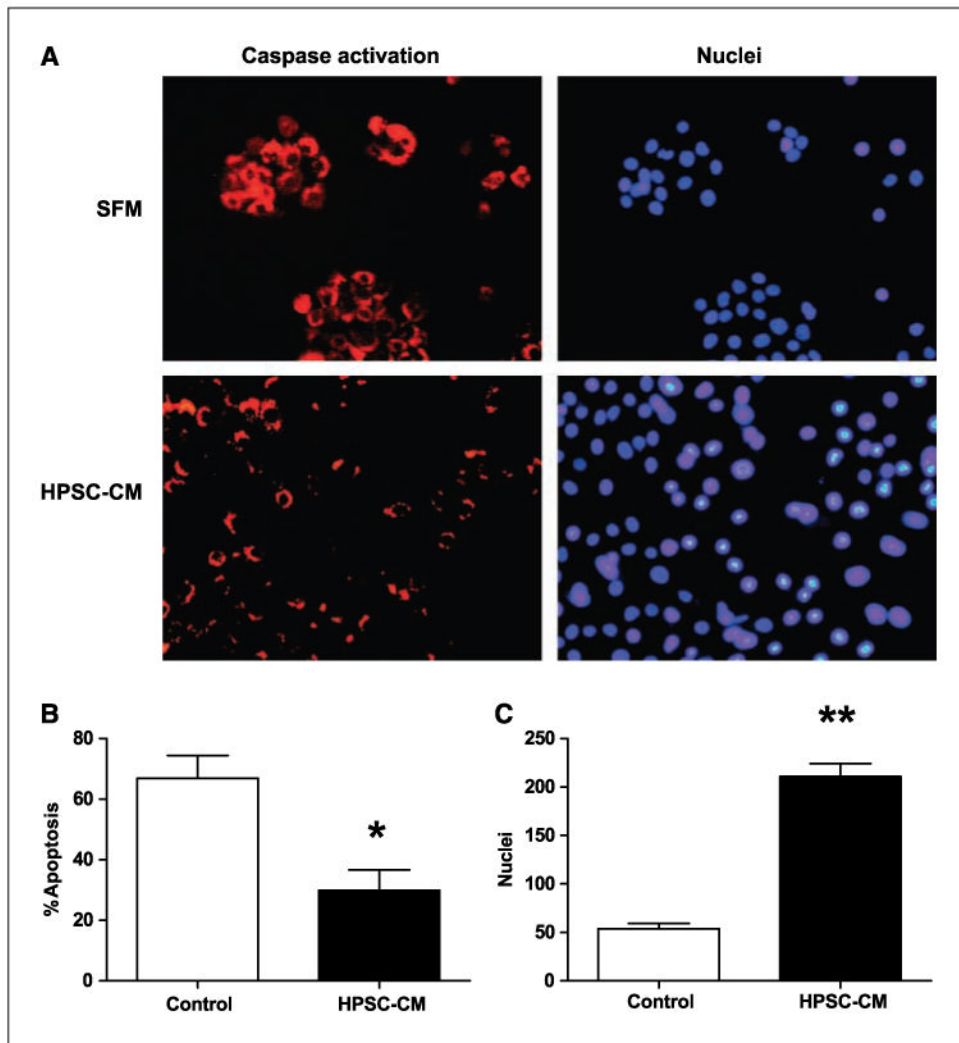 A
Caspase activation
Nuclei
SFM
HPSC-CM
B
80
60
40
20
0
%Apoptosis
*
Control
HPSC-CM
C
250
200
150
100
50
0
Nuclei
**
Control
HPSC-CM